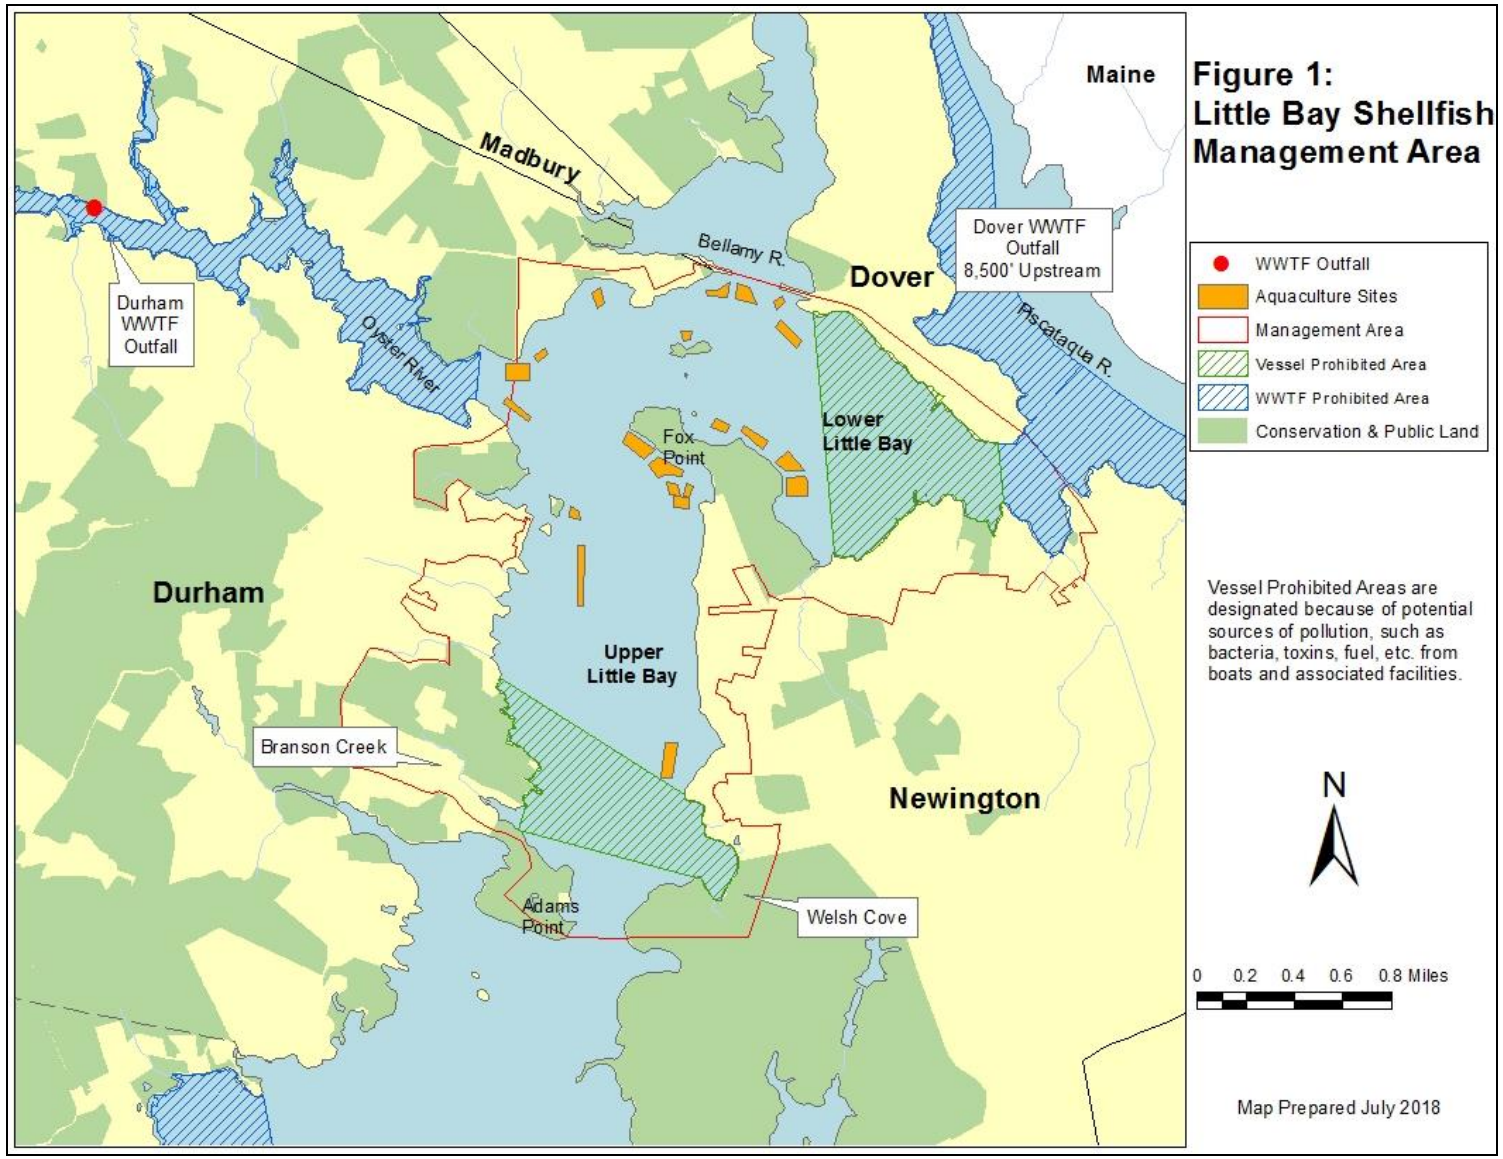 Figure 1:
Little Bay Shellfish
Management Area
Maine
Madbury
Bellamy R.
Dover
Dover WWTF
Outfall
8,500' Upstream
Piscataqua R.
Durham
WWTF
Outfall
Oyster River
WWTF Outfall
Aquaculture Sites
Management Area
Vessel Prohibited Area
WWTF Prohibited Area
Conservation & Public Land
Lower
Little Bay
Fox
Point
Durham
Upper
Little Bay
Vessel Prohibited Areas are
designated because of potential
sources of pollution, such as
bacteria, toxins, fuel, etc. from
boats and associated facilities.
Branson Creek
Newington
N
Adams
Point
Welsh Cove
0 0.2 0.4 0.6 0.8 Miles
Map Prepared July 2018